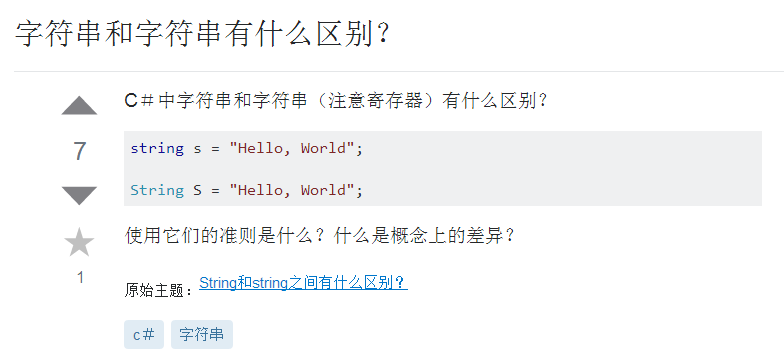 字符串和字符串有什么区别？
C＃中字符串和字符串（注意寄存器）有什么区别？
7
string s = "Hello, World";
String S = "Hello, World";
使用它们的准则是什么？什么是概念上的差异？
1
原始主题：String和string之间有什么区别？
c＃ 字符串